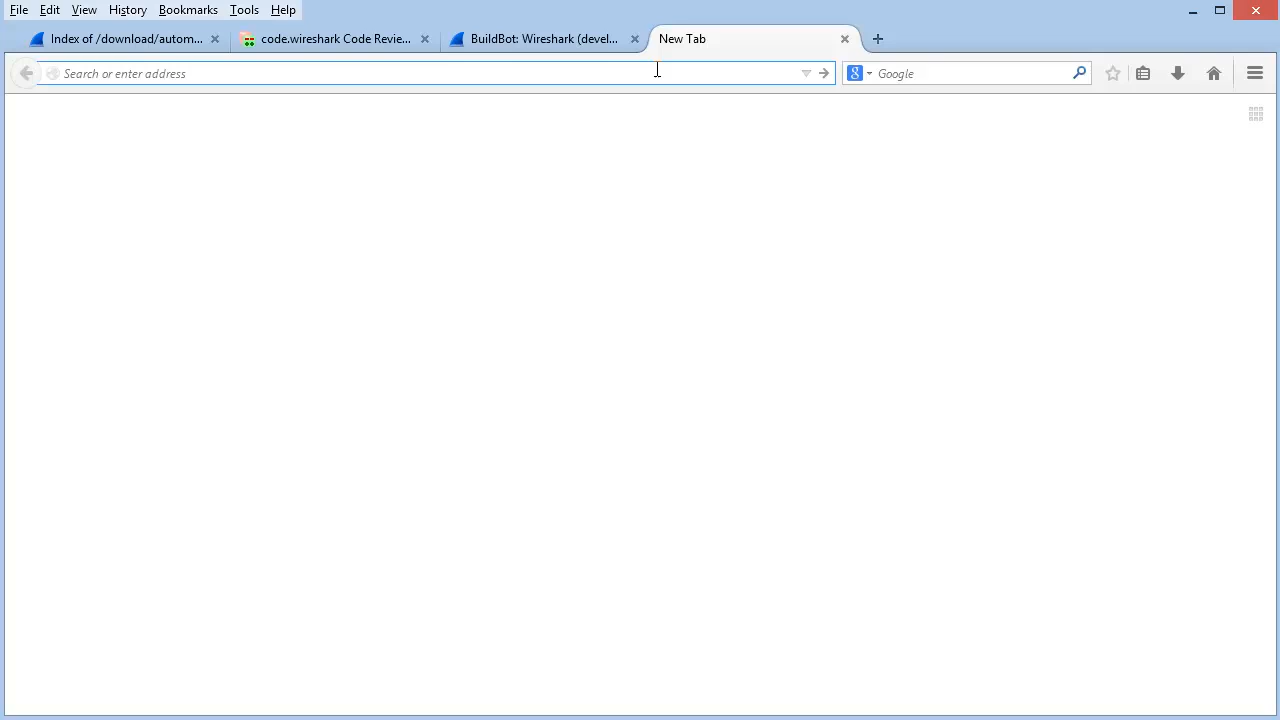 File Edit View History Bookmarks Tools Help
Index of /download/autom... code.wireshark Code Revie... BuildBot: Wireshark (devel... New Tab
Search or enter address Google